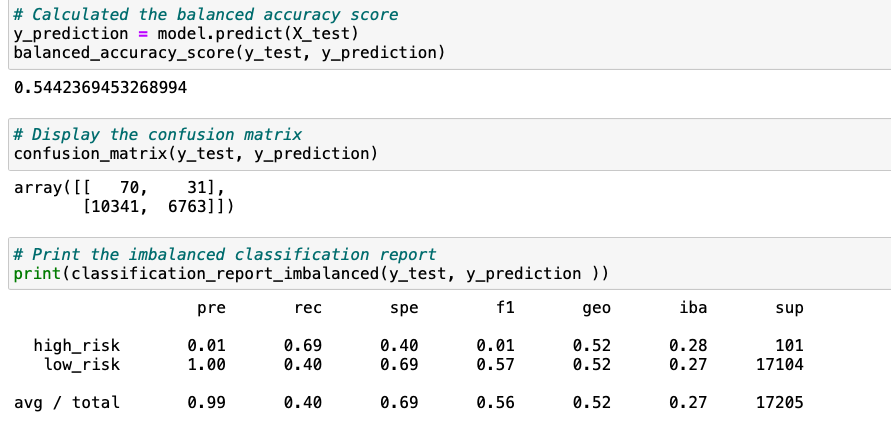 # Calculated the balanced accuracy score
y_prediction = model.predict(X_test)
balanced_accuracy_score(y_test, y_prediction)
0.5442369453268994
# Display the confusion matrix
confusion_matrix(y_test, y_prediction)
array([[   70,    31],
       [10341,  6763]])
# Print the imbalanced classification report
print(classification_report_imbalanced(y_test, y_prediction ))
                   pre       rec       spe        f1       geo       iba       sup
  high_risk       0.01      0.69      0.40      0.01      0.52      0.28       101
   low_risk       1.00      0.40      0.69      0.57      0.52      0.27     17104
avg / total       0.99      0.40      0.69      0.56      0.52      0.27     17205